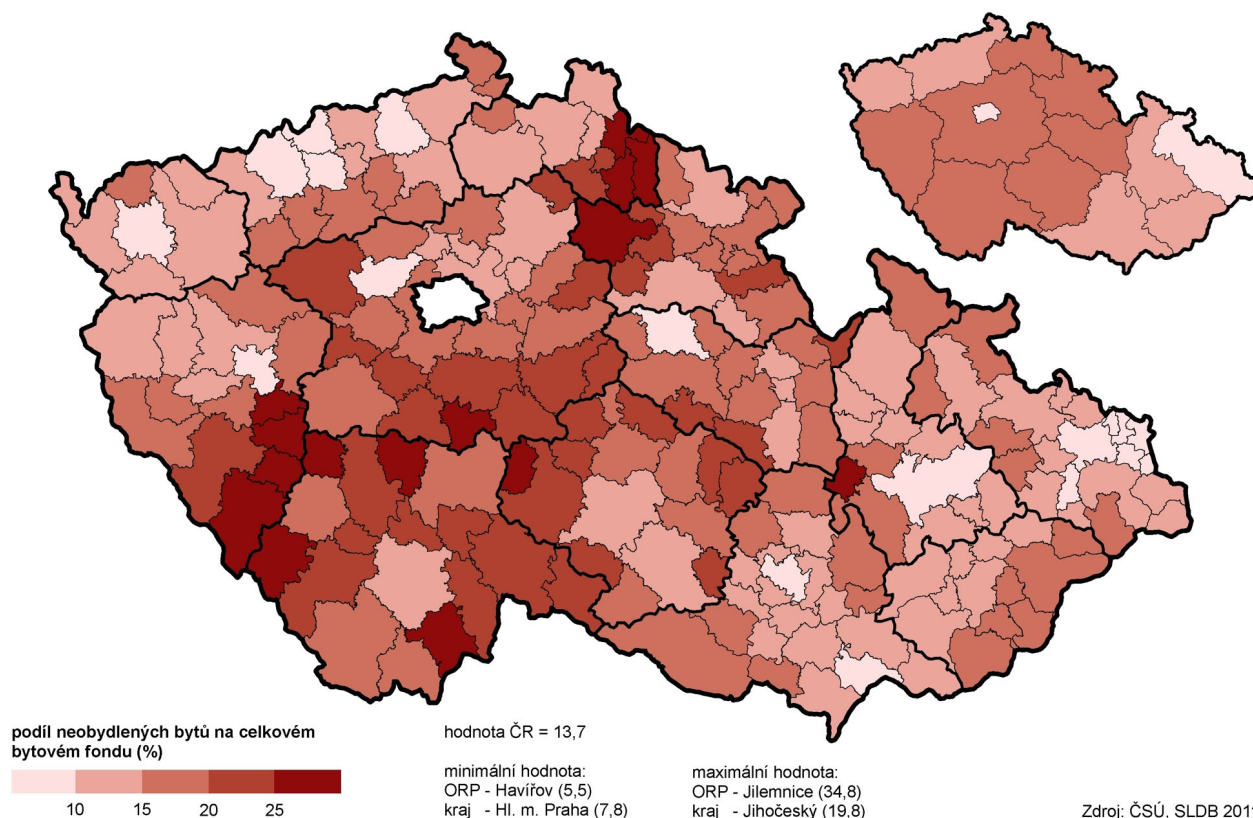 podíl neobydlených bytů na celkovém
bytovém fondu (%)
10 15 20 25
hodnota ČR = 13,7
minimální hodnota:
ORP - Havířov (5,5)
kraj - Hl. m. Praha (7,8)
maximální hodnota:
ORP - Jilemnice (34,8)
kraj - Jihočeský (19,8)
Zdroj: ČSÚ, SLDB 201